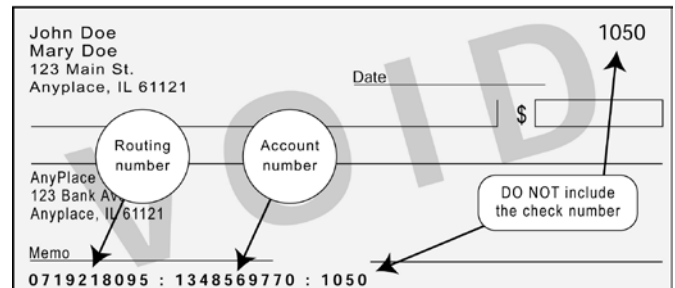 John Doe
Mary Doe
123 Main St.
Anyplace, IL 61121
1050
Date
$
VOID
Routing
number
Account
number
AnyPlace
123 Bank
Anyplace, IL 61121
DO NOT include
the check number
Memo
0719218095 : 1348569770 : 1050